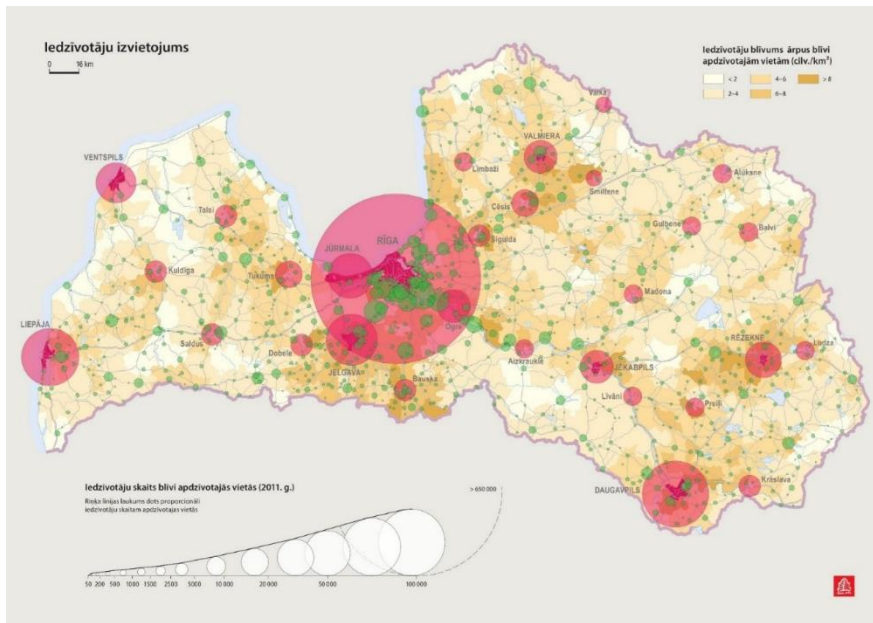 Iedzīvotāju izvietojums
0 16 km
Iedzīvotāju blīvums ārpus blīvi
apdzīvotajām vietām (cilv./km²)
< 2 4–6 > 8
2–4 6–8
Valka
VALMIERA
VENTSPILS
Limbaži
Smiltene
Alūksne
Talsi
Cēsis
Gulbene
Balvi
Sigulda
RĪGA
JŪRMALA
Kuldīga
Tukums
Madona
LIEPĀJA
Ogre
Saldus
Dobele
Aizkraukle
RĒZEKNE
Ludza
JELGAVA
JĒKABPILS
Bauska
Līvāni
Preiļi
DAUGAVPILS
Krāslava
Iedzīvotāju skaits blīvi apdzīvotajās vietās (2011. g.)
> 650 000
Riņķa līnijas laukums dots proporcionāli
iedzīvotāju skaitam apdzīvotajās vietās
50 200 500 1000 1500 2500 5000 10 000 20 000 50 000 100 000